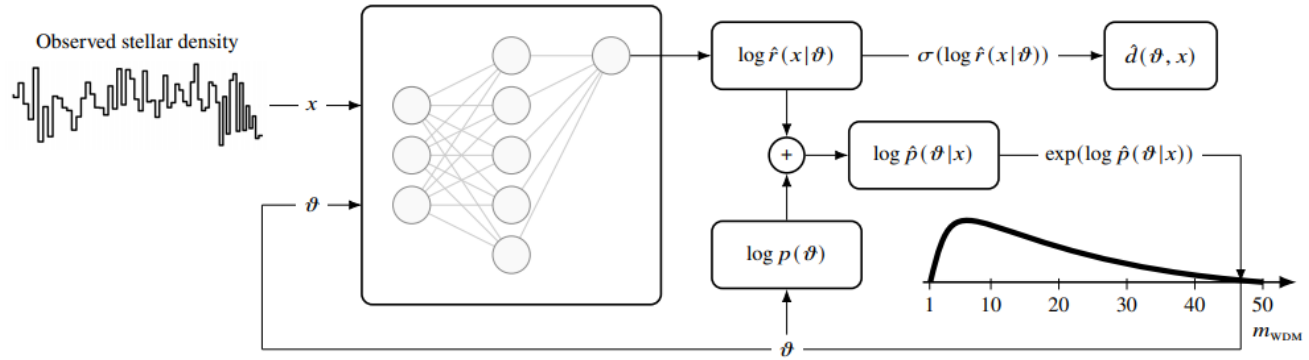 Observed stellar density
x
ϑ
log r̂(x|ϑ)
σ(log r̂(x|ϑ))
d̂(ϑ, x)
+
log p̂(ϑ|x)
exp(log p̂(ϑ|x))
log p(ϑ)
1 10 20 30 40 50
m_WDM
ϑ